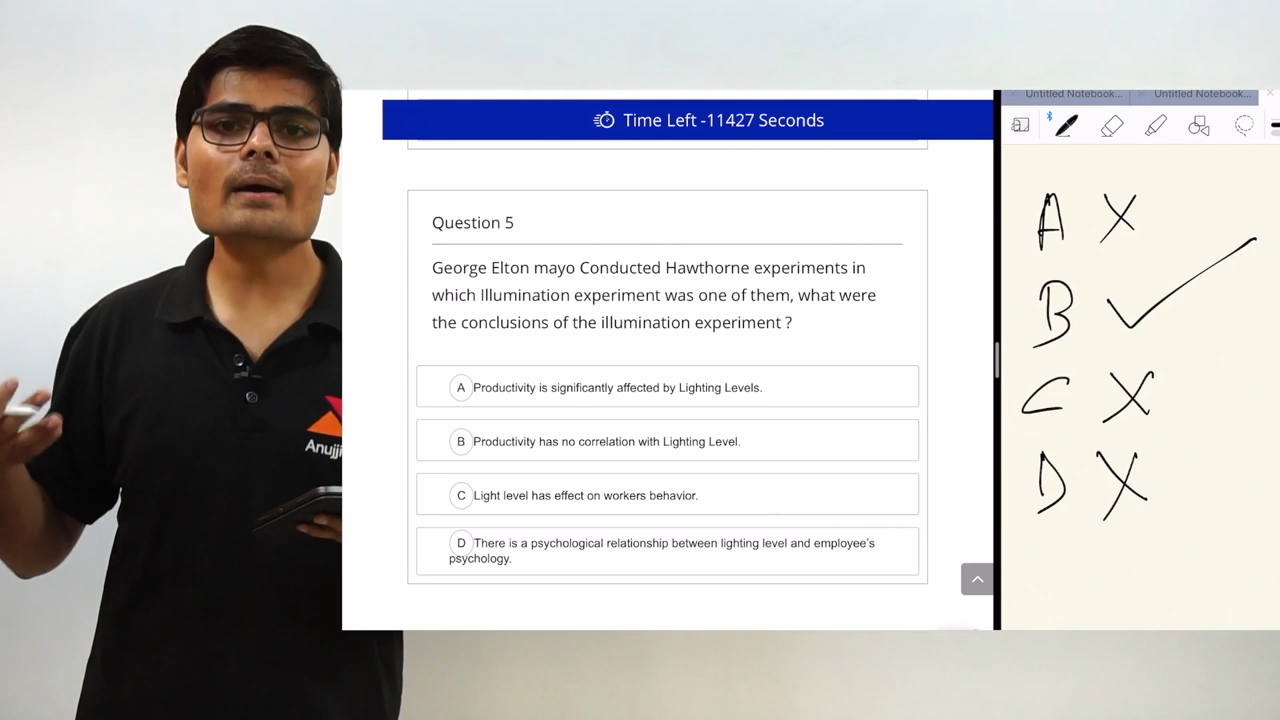 Untitled Notebook... Untitled Notebook...
Time Left -11427 Seconds
Question 5
George Elton mayo Conducted Hawthorne experiments in
which Illumination experiment was one of them, what were
the conclusions of the illumination experiment ?
A Productivity is significantly affected by Lighting Levels.
B Productivity has no correlation with Lighting Level.
C Light level has effect on workers behavior.
D There is a psychological relationship between lighting level and employee's
psychology.
A X
B ✓
C X
D X
Anujji